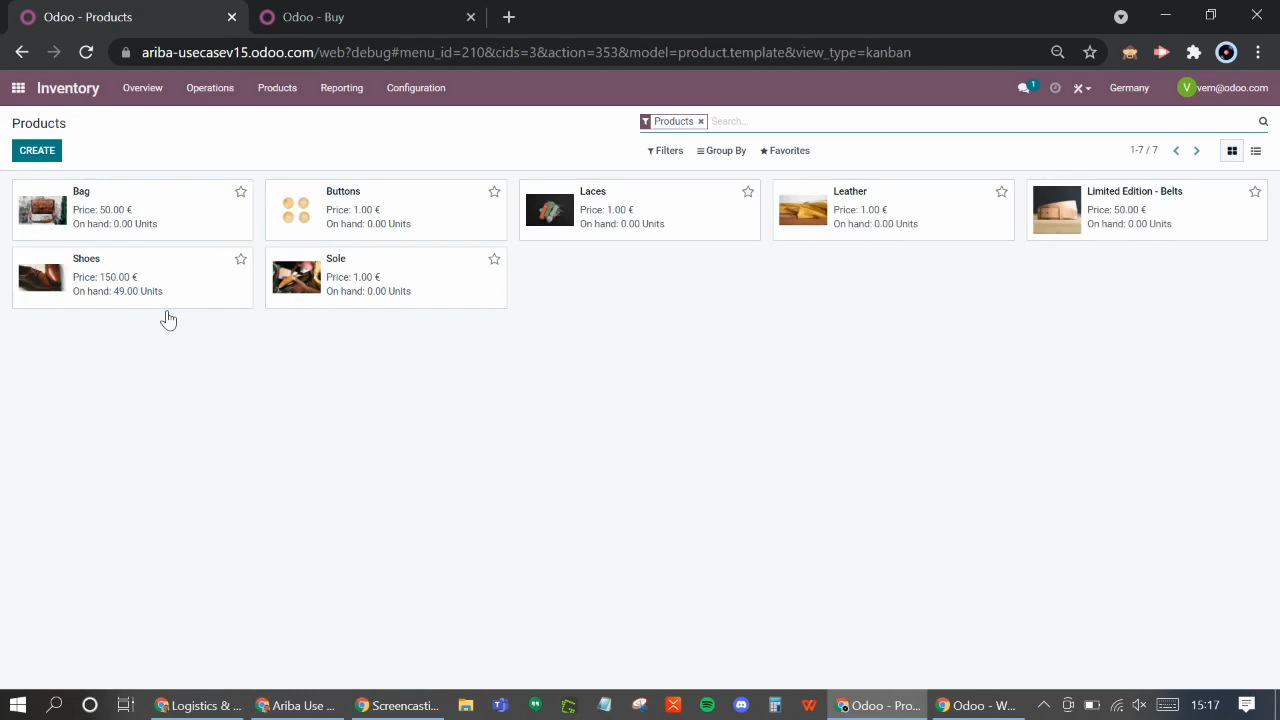 Odoo - Products
Odoo - Buy
ariba-usecasev15.odoo.com/web?debug#menu_id=210&cids=3&action=353&model=product.template&view_type=kanban
Inventory
Overview
Operations
Products
Reporting
Configuration
1
Germany
V
vem@odoo.com
Products
Products
Search...
CREATE
Filters
Group By
Favorites
1-7 / 7
Bag
Price: 50.00 €
On hand: 0.00 Units
Buttons
Price: 1.00 €
On hand: 0.00 Units
Laces
Price: 1.00 €
On hand: 0.00 Units
Leather
Price: 1.00 €
On hand: 0.00 Units
Limited Edition - Belts
Price: 50.00 €
On hand: 0.00 Units
Shoes
Price: 150.00 €
On hand: 49.00 Units
Sole
Price: 1.00 €
On hand: 0.00 Units
Logistics & ...
Ariba Use ...
Screencasti...
Odoo - Pro...
Odoo - W...
15:17